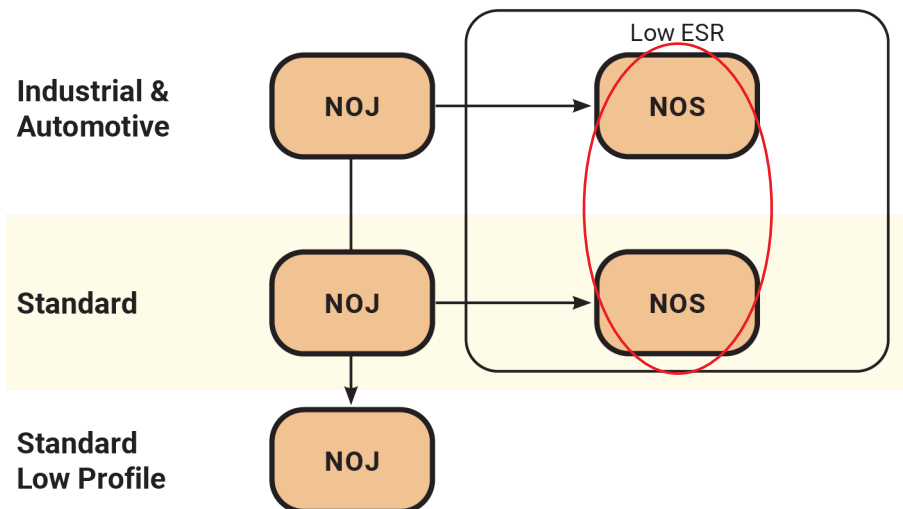 Low ESR
Industrial &
Automotive
NOJ
NOS
Standard
NOJ
NOS
Standard
Low Profile
NOJ